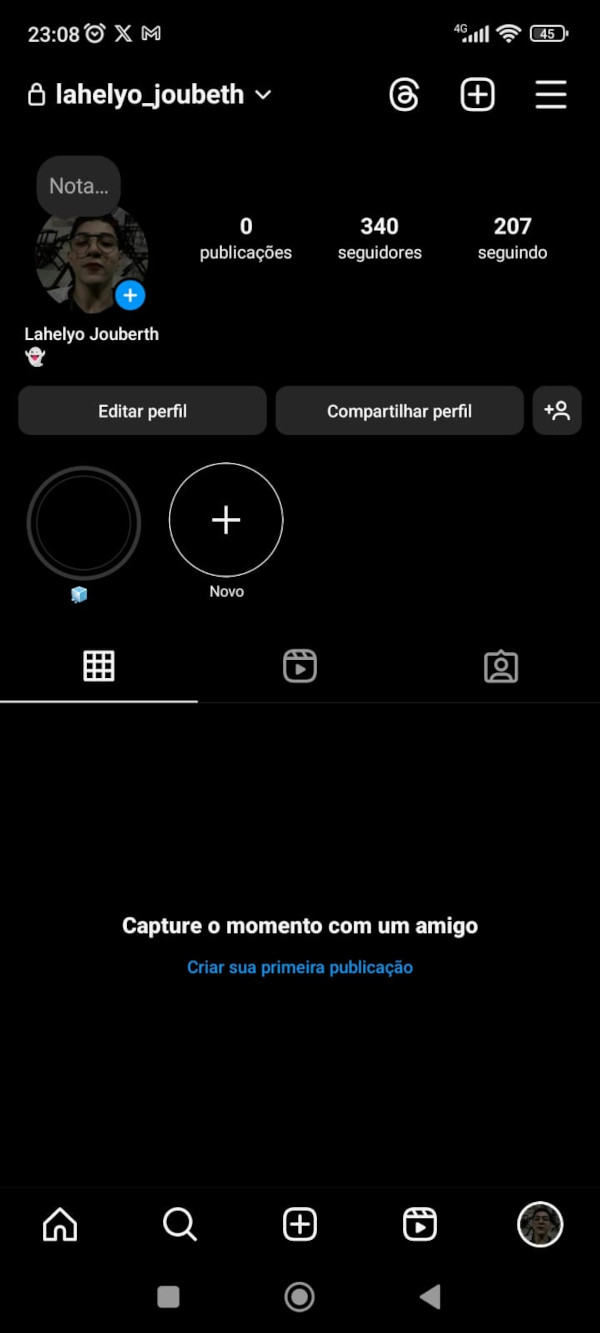 23:08
4G
45
lahelyo_joubeth
Nota...
0
publicações
340
seguidores
207
seguindo
Lahelyo Jouberth
👻
Editar perfil
Compartilhar perfil
🧊
Novo
Capture o momento com um amigo
Criar sua primeira publicação